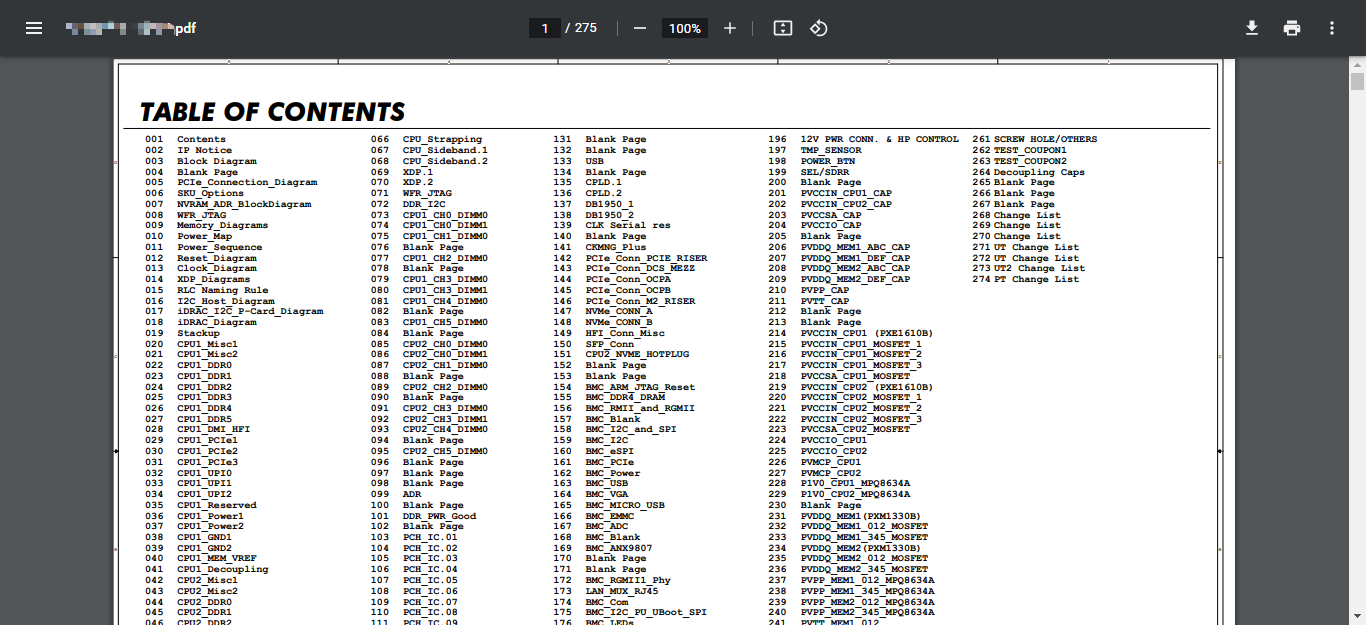 pdf
1 / 275
100%
TABLE OF CONTENTS
001 Contents
002 IP Notice
003 Block Diagram
004 Blank Page
005 PCIe_Connection_Diagram
006 SKU_Options
007 NVRAM_ADR_BlockDiagram
008 WFR_JTAG
009 Memory_Diagrams
010 Power_Map
011 Power_Sequence
012 Reset_Diagram
013 Clock_Diagram
014 XDP_Diagrams
015 RLC Naming Rule
016 I2C_Host_Diagram
017 iDRAC_I2C_P-Card_Diagram
018 iDRAC_Diagram
019 Stackup
020 CPU1_Misc1
021 CPU1_Misc2
022 CPU1_DDR0
023 CPU1_DDR1
024 CPU1_DDR2
025 CPU1_DDR3
026 CPU1_DDR4
027 CPU1_DDR5
028 CPU1_DMI_HFI
029 CPU1_PCIe1
030 CPU1_PCIe2
031 CPU1_PCIe3
032 CPU1_UPI0
033 CPU1_UPI1
034 CPU1_UPI2
035 CPU1_Reserved
036 CPU1_Power1
037 CPU1_Power2
038 CPU1_GND1
039 CPU1_GND2
040 CPU1_MEM_VREF
041 CPU1_Decoupling
042 CPU2_Misc1
043 CPU2_Misc2
044 CPU2_DDR0
045 CPU2_DDR1
046 CPU2_DDR2
066 CPU_Strapping
067 CPU_Sideband.1
068 CPU_Sideband.2
069 XDP.1
070 XDP.2
071 WFR_JTAG
072 DDR_I2C
073 CPU1_CH0_DIMM0
074 CPU1_CH0_DIMM1
075 CPU1_CH1_DIMM0
076 Blank Page
077 CPU1_CH2_DIMM0
078 Blank Page
079 CPU1_CH3_DIMM0
080 CPU1_CH3_DIMM1
081 CPU1_CH4_DIMM0
082 Blank Page
083 CPU1_CH5_DIMM0
084 Blank Page
085 CPU2_CH0_DIMM0
086 CPU2_CH0_DIMM1
087 CPU2_CH1_DIMM0
088 Blank Page
089 CPU2_CH2_DIMM0
090 Blank Page
091 CPU2_CH3_DIMM0
092 CPU2_CH3_DIMM1
093 CPU2_CH4_DIMM0
094 Blank Page
095 CPU2_CH5_DIMM0
096 Blank Page
097 Blank Page
098 Blank Page
099 ADR
100 Blank Page
101 DDR_PWR_Good
102 Blank Page
103 PCH_IC.01
104 PCH_IC.02
105 PCH_IC.03
106 PCH_IC.04
107 PCH_IC.05
108 PCH_IC.06
109 PCH_IC.07
110 PCH_IC.08
111 PCH_IC.09
131 Blank Page
132 Blank Page
133 USB
134 Blank Page
135 CPLD.1
136 CPLD.2
137 DB1950_1
138 DB1950_2
139 CLK Serial res
140 Blank Page
141 CKMNG_Plus
142 PCIe_Conn_PCIE_RISER
143 PCIe_Conn_DCS_MEZZ
144 PCIe_Conn_OCPA
145 PCIe_Conn_OCPB
146 PCIe_Conn_M2_RISER
147 NVMe_CONN_A
148 NVMe_CONN_B
149 HFI_Conn_Misc
150 SFP_Conn
151 CPU2_NVME_HOTPLUG
152 Blank Page
153 Blank Page
154 BMC_ARM_JTAG_Reset
155 BMC_DDR4_DRAM
156 BMC_RMII_and_RGMII
157 BMC_Blank
158 BMC_I2C_and_SPI
159 BMC_I2C
160 BMC_eSPI
161 BMC_PCIe
162 BMC_Power
163 BMC_USB
164 BMC_VGA
165 BMC_MICRO_USB
166 BMC_EMMC
167 BMC_ADC
168 BMC_Blank
169 BMC_ANX9807
170 Blank Page
171 Blank Page
172 BMC_RGMII1_Phy
173 LAN_MUX_RJ45
174 BMC_Com
175 BMC_I2C_PU_UBoot_SPI
176 BMC_LEDs
196 12V PWR CONN. & HP CONTROL
197 TMP_SENSOR
198 POWER_BTN
199 SEL/SDRR
200 Blank Page
201 PVCCIN_CPU1_CAP
202 PVCCIN_CPU2_CAP
203 PVCCSA_CAP
204 PVCCIO_CAP
205 Blank Page
206 PVDDQ_MEM1_ABC_CAP
207 PVDDQ_MEM1_DEF_CAP
208 PVDDQ_MEM2_ABC_CAP
209 PVDDQ_MEM2_DEF_CAP
210 PVPP_CAP
211 PVTT_CAP
212 Blank Page
213 Blank Page
214 PVCCIN_CPU1 (PXE1610B)
215 PVCCIN_CPU1_MOSFET_1
216 PVCCIN_CPU1_MOSFET_2
217 PVCCIN_CPU1_MOSFET_3
218 PVCCSA_CPU1_MOSFET
219 PVCCIN_CPU2 (PXE1610B)
220 PVCCIN_CPU2_MOSFET_1
221 PVCCIN_CPU2_MOSFET_2
222 PVCCIN_CPU2_MOSFET_3
223 PVCCSA_CPU2_MOSFET
224 PVCCIO_CPU1
225 PVCCIO_CPU2
226 PVMCP_CPU1
227 PVMCP_CPU2
228 P1V0_CPU1_MPQ8634A
229 P1V0_CPU2_MPQ8634A
230 Blank Page
231 PVDDQ_MEM1(PXM1330B)
232 PVDDQ_MEM1_012_MOSFET
233 PVDDQ_MEM1_345_MOSFET
234 PVDDQ_MEM2(PXM1330B)
235 PVDDQ_MEM2_012_MOSFET
236 PVDDQ_MEM2_345_MOSFET
237 PVPP_MEM1_012_MPQ8634A
238 PVPP_MEM1_345_MPQ8634A
239 PVPP_MEM2_012_MPQ8634A
240 PVPP_MEM2_345_MPQ8634A
241 PVTT_MEM1_012
261 SCREW HOLE/OTHERS
262 TEST_COUPON1
263 TEST_COUPON2
264 Decoupling Caps
265 Blank Page
266 Blank Page
267 Blank Page
268 Change List
269 Change List
270 Change List
271 UT Change List
272 UT Change List
273 UT2 Change List
274 PT Change List